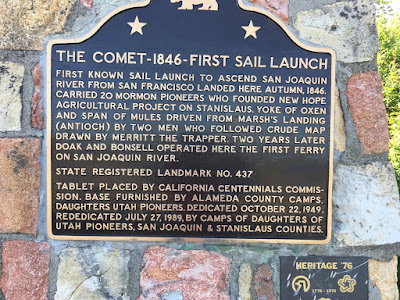 THE COMET-1846-FIRST SAIL LAUNCH
FIRST KNOWN SAIL LAUNCH TO ASCEND SAN JOAQUIN
RIVER FROM SAN FRANCISCO LANDED HERE AUTUMN, 1846.
CARRIED 20 MORMON PIONEERS WHO FOUNDED NEW HOPE
AGRICULTURAL PROJECT ON STANISLAUS. YOKE OF OXEN
AND SPAN OF MULES DRIVEN FROM MARSH'S LANDING
(ANTIOCH) BY TWO MEN WHO FOLLOWED CRUDE MAP
DRAWN BY MERRITT THE TRAPPER. TWO YEARS LATER
DOAK AND BONSELL OPERATED HERE THE FIRST FERRY
ON SAN JOAQUIN RIVER.
STATE REGISTERED LANDMARK NO. 437
TABLET PLACED BY CALIFORNIA CENTENNIALS COMMIS-
SION. BASE FURNISHED BY ALAMEDA COUNTY CAMPS,
DAUGHTERS UTAH PIONEERS. DEDICATED OCTOBER 22, 1949.
REDEDICATED JULY 27, 1989, BY CAMPS OF DAUGHTERS OF
UTAH PIONEERS, SAN JOAQUIN & STANISLAUS COUNTIES.
HERITAGE '76
1776-1976